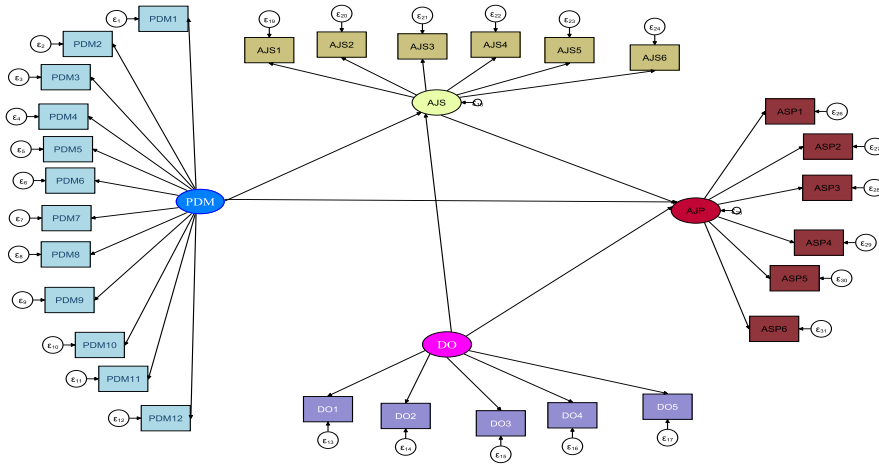 ε1 PDM1
ε2 PDM2
ε3 PDM3
ε4 PDM4
ε5 PDM5
ε6 PDM6
ε7 PDM7
ε8 PDM8
ε9 PDM9
ε10 PDM10
ε11 PDM11
ε12 PDM12
PDM
ε19 ε20 ε21 ε22 ε23 ε24
AJS1 AJS2 AJS3 AJS4 AJS5 AJS6
AJS
AJP
ASP1 ε26
ASP2 ε27
ASP3 ε28
ASP4 ε29
ASP5 ε30
ASP6 ε31
DO
DO1 DO2 DO3 DO4 DO5
ε13 ε14 ε15 ε16 ε17